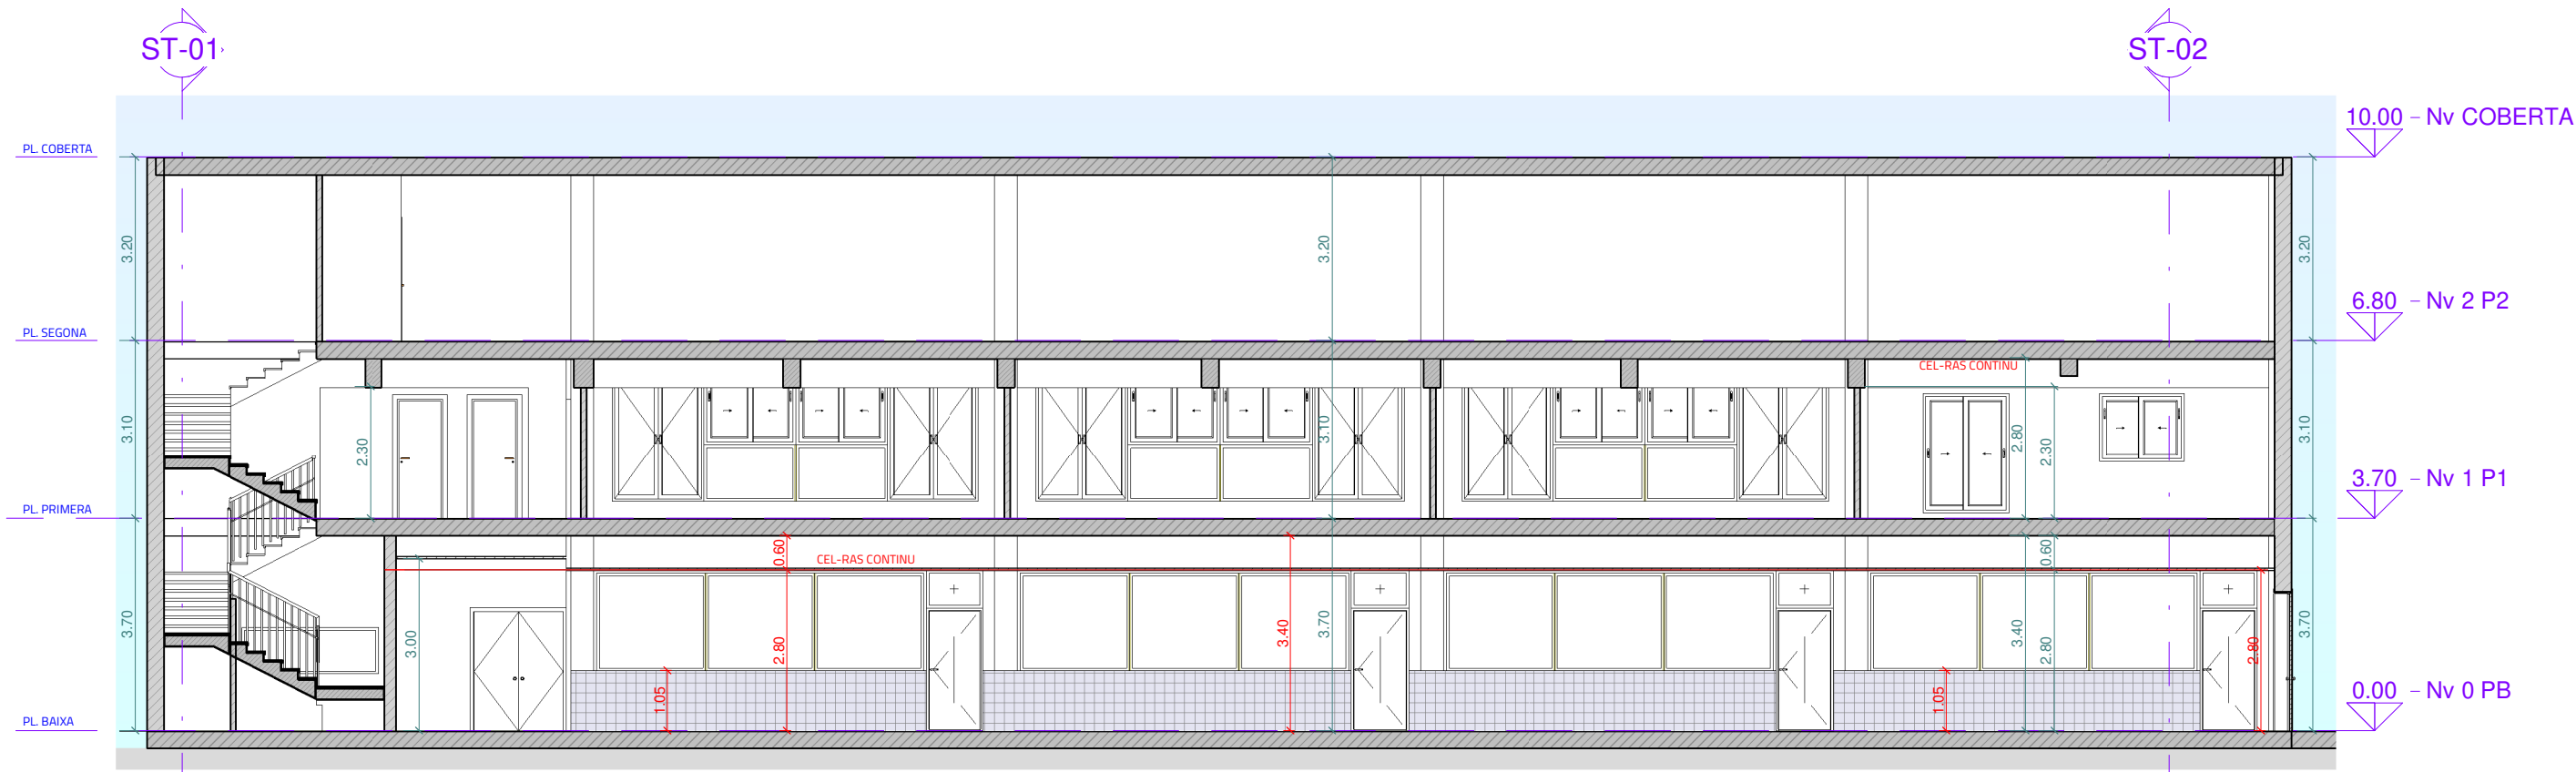 ST-01
ST-02
10.00 - Nv COBERTA
PL. COBERTA
3.20
3.20
3.20
6.80 - Nv 2 P2
PL. SEGONA
CEL-RAS CONTINU
3.10
2.30
3.10
2.80
2.30
3.10
3.70 - Nv 1 P1
PL. PRIMERA
0.60
0.60
CEL-RAS CONTINU
3.70
3.00
2.80
3.40
3.70
3.40
2.80
2.80
3.70
1.05
1.05
0.00 - Nv 0 PB
PL. BAIXA